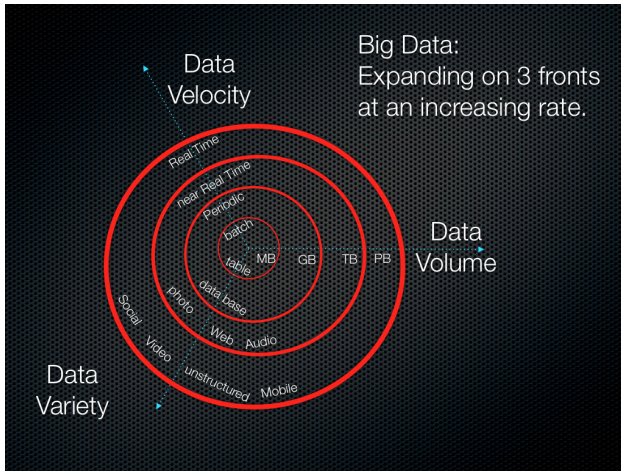 Big Data:
Expanding on 3 fronts
at an increasing rate.
Data
Velocity
Real Time
near Real Time
Periodic
batch
table
MB
GB
TB
PB
Data
Volume
data base
photo
Web
Audio
Social
Video
unstructured
Mobile
Data
Variety